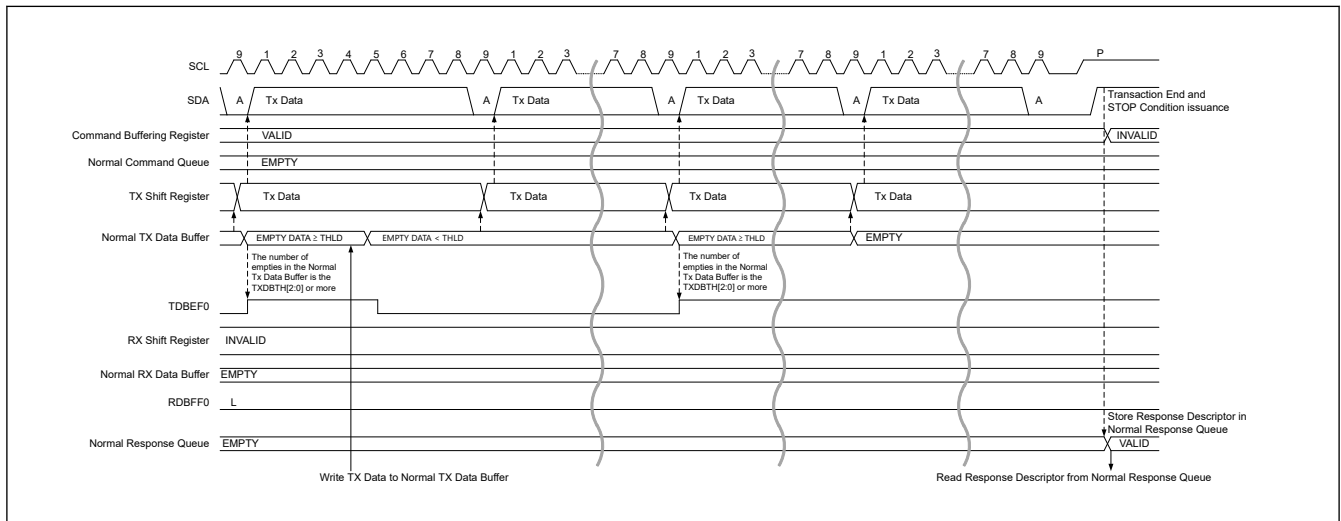 SCL 9 1 2 3 4 5 6 7 8 9 1 2 3 7 8 9 1 2 3 7 8 9 1 2 3 7 8 9 P
SDA A Tx Data A Tx Data A Tx Data A Tx Data A
Transaction End and
STOP Condition issuance
Command Buffering Register VALID INVALID
Normal Command Queue EMPTY
TX Shift Register Tx Data Tx Data Tx Data Tx Data
Normal TX Data Buffer EMPTY DATA ≥ THLD EMPTY DATA < THLD EMPTY DATA ≥ THLD EMPTY
The number of
empties in the Normal
Tx Data Buffer is the
TXDBTH[2:0] or more
The number of
empties in the Normal
Tx Data Buffer is the
TXDBTH[2:0] or more
TDBEF0
RX Shift Register INVALID
Normal RX Data Buffer EMPTY
RDBFF0 L
Store Response Descriptor in
Normal Response Queue
Normal Response Queue EMPTY VALID
Write TX Data to Normal TX Data Buffer
Read Response Descriptor from Normal Response Queue